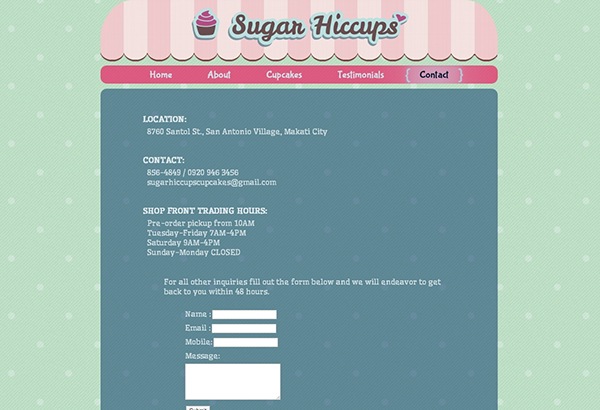 Sugar Hiccups
Home About Cupcakes Testimonials { Contact }
LOCATION:
8760 Santol St., San Antonio Village, Makati City
CONTACT:
856-4849 / 0920 946 3456
sugarhiccupscupcakes@gmail.com
SHOP FRONT TRADING HOURS:
Pre-order pickup from 10AM
Tuesday-Friday 7AM-4PM
Saturday 9AM-4PM
Sunday-Monday CLOSED
For all other inquiries fill out the form below and we will endeavor to get
back to you within 48 hours.
Name :
Email :
Mobile:
Message: